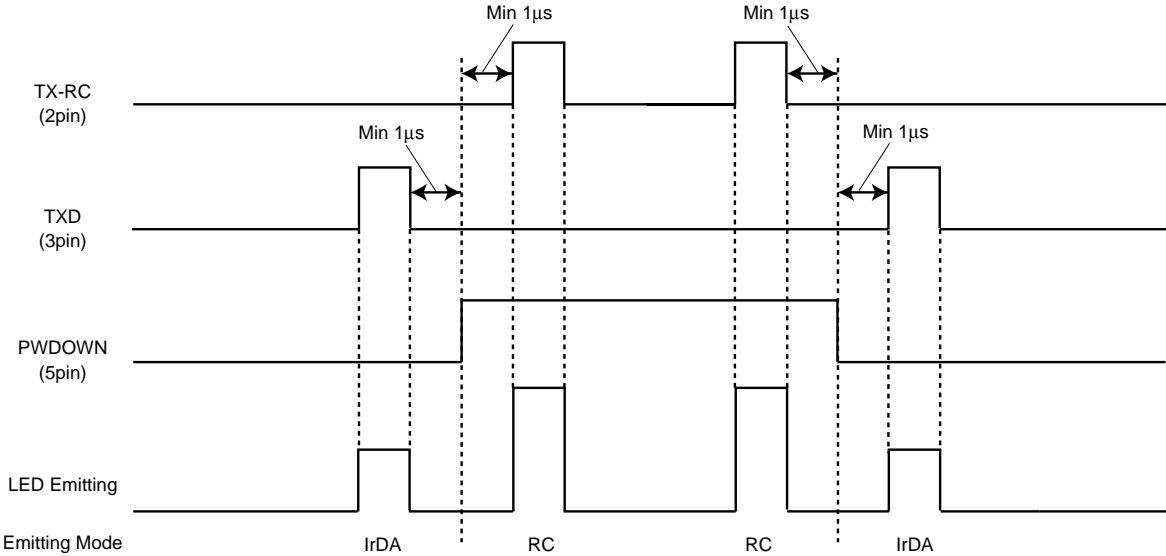 Min 1μs
Min 1μs
TX-RC
(2pin)
Min 1μs
Min 1μs
TXD
(3pin)
PWDOWN
(5pin)
LED Emitting
Emitting Mode
IrDA
RC
RC
IrDA